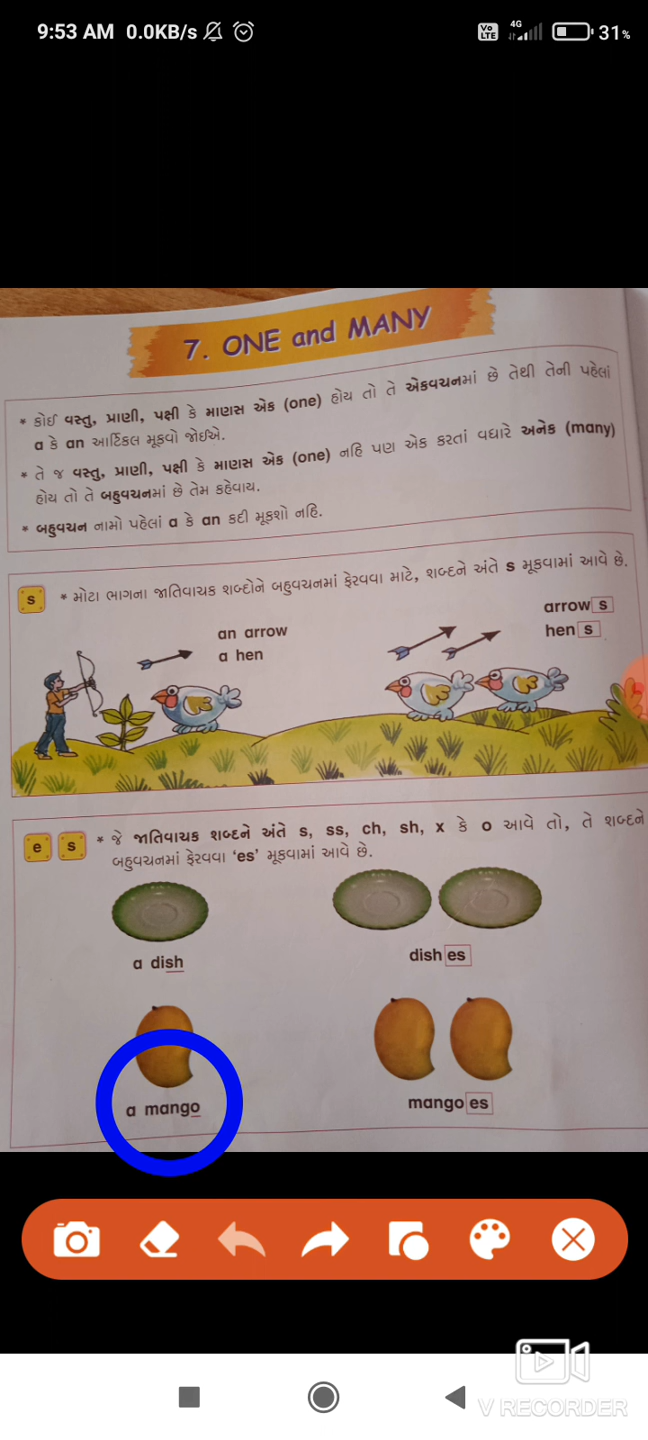 9:53 AM 0.0KB/s
Vo LTE 4G 31%
7. ONE and MANY
* કોઈ વસ્તુ, પ્રાણી, પક્ષી કે માણસ એક (one) હોય તો તે એકવચનમાં છે તેથી તેની પહેલાં
a કે an આર્ટિકલ મૂકવો જોઈએ.
* તે જ વસ્તુ, પ્રાણી, પક્ષી કે માણસ એક (one) નહિ પણ એક કરતાં વધારે અનેક (many)
હોય તો તે બહુવચનમાં છે તેમ કહેવાય.
* બહુવચન નામો પહેલાં a કે an કદી મૂકશો નહિ.
s * મોટા ભાગના જાતિવાચક શબ્દોને બહુવચનમાં ફેરવવા માટે, શબ્દને અંતે s મૂકવામાં આવે છે.
an arrow
a hen
arrow s
hen s
e s * જે જાતિવાચક શબ્દને અંતે s, ss, ch, sh, x કે o આવે તો, તે શબ્દને
બહુવચનમાં ફેરવવા ‘es’ મૂકવામાં આવે છે.
a dish
dish es
a mango
mango es
V RECORDER